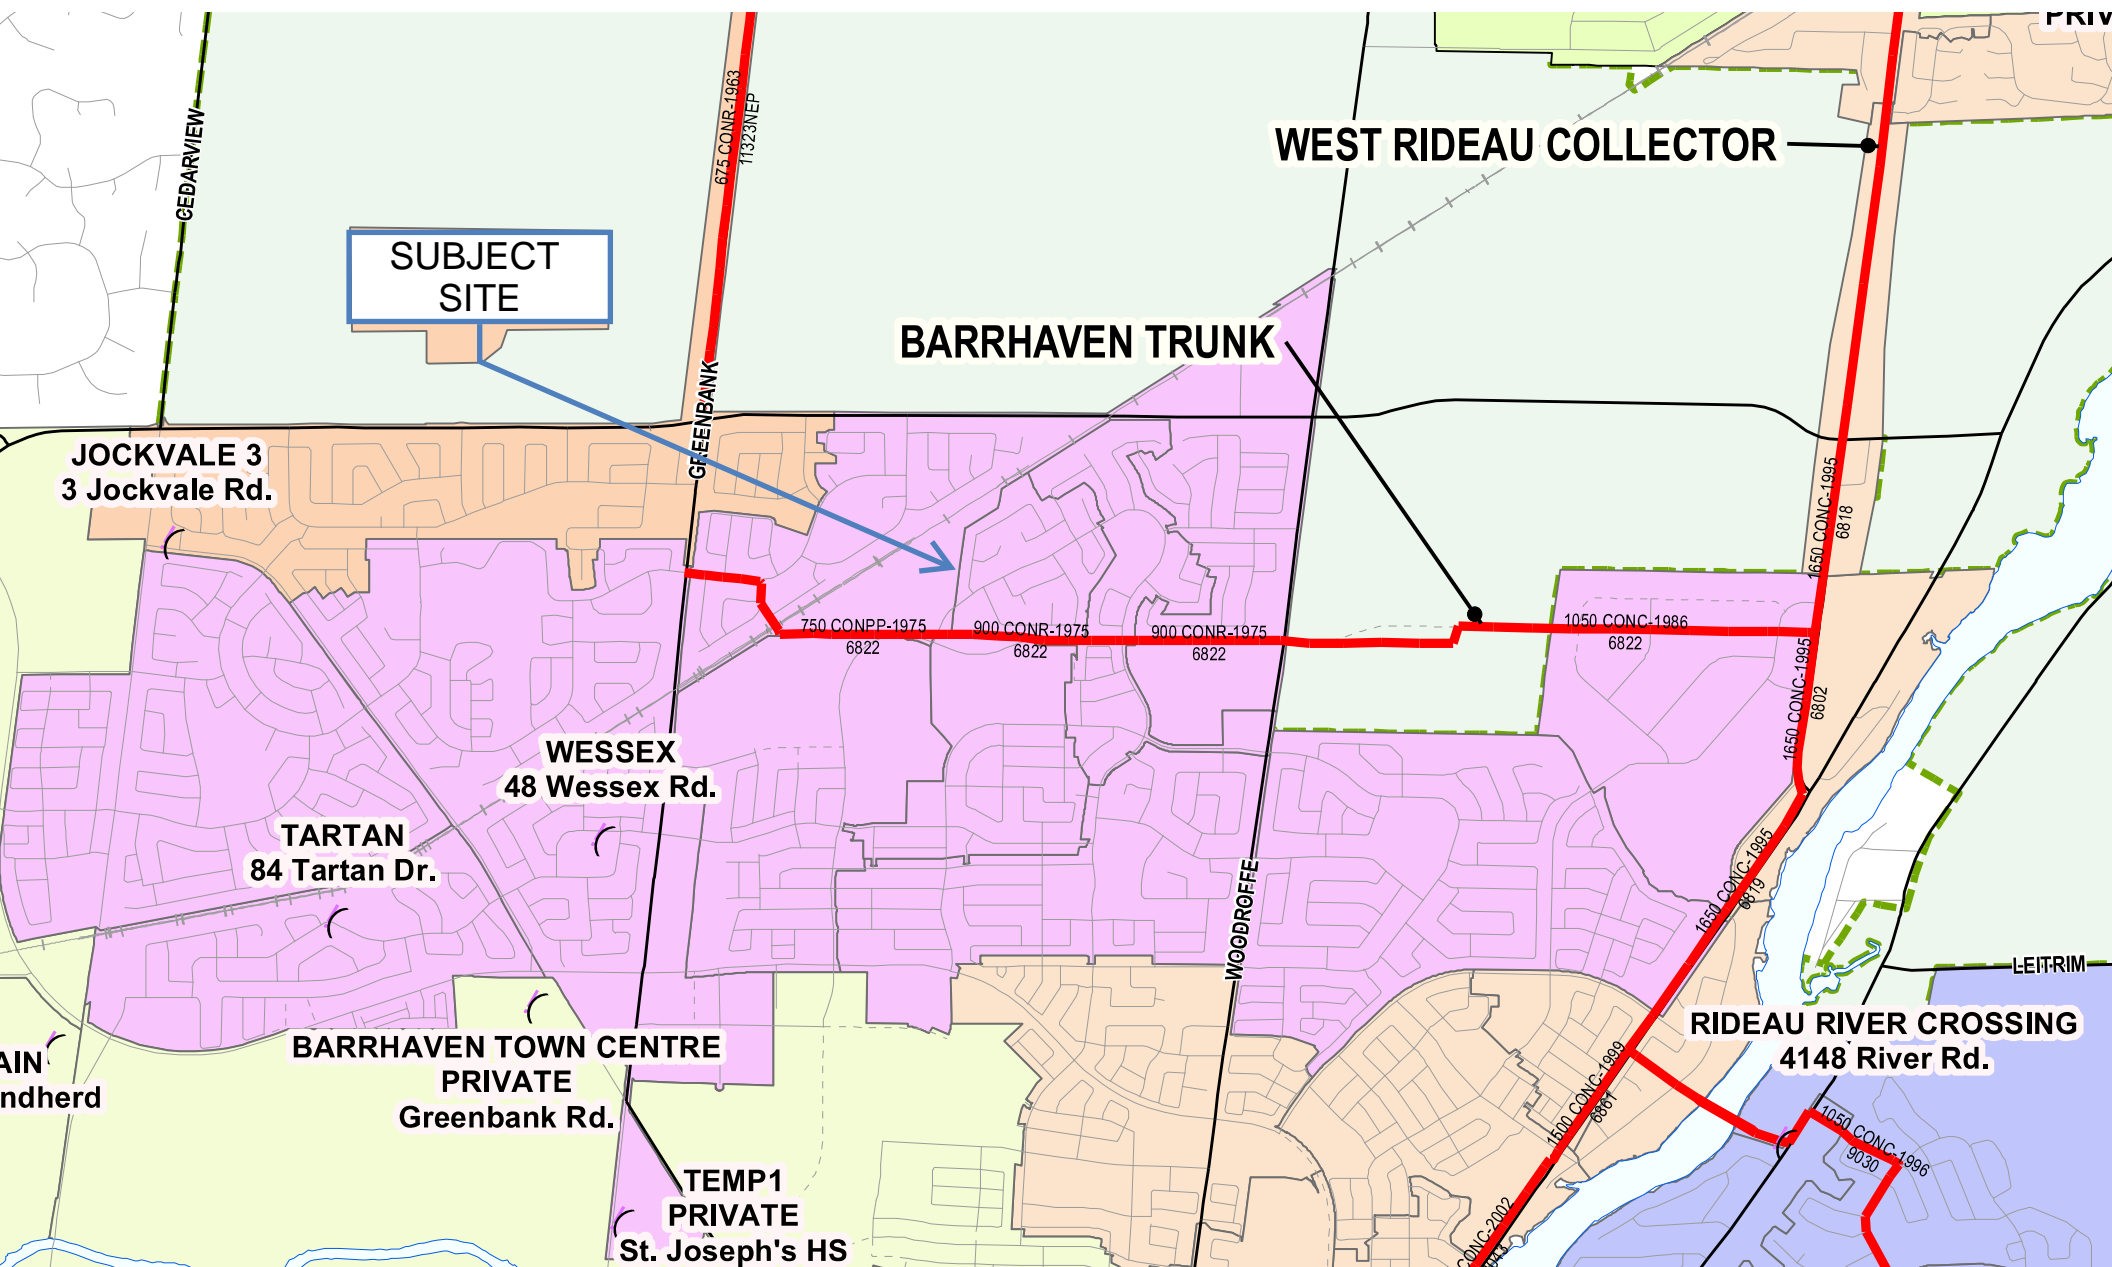 PRIV
675 CONR-1963
11323NEP
CEDARVIEW
WEST RIDEAU COLLECTOR
SUBJECT
SITE
BARRHAVEN TRUNK
GREENBANK
JOCKVALE 3
3 Jockvale Rd.
1650 CONC-1995
6818
750 CONPP-1975
6822
900 CONR-1975
6822
900 CONR-1975
6822
1050 CONC-1986
6822
1650 CONC-1995
6802
WESSEX
48 Wessex Rd.
TARTAN
84 Tartan Dr.
1650 CONC-1995
6819
WOODROFFE
LEITRIM
RIDEAU RIVER CROSSING
4148 River Rd.
BARRHAVEN TOWN CENTRE
PRIVATE
Greenbank Rd.
AIN
ndherd
1500 CONC-1999
6861
1050 CONC-1996
9030
TEMP1
PRIVATE
St. Joseph's HS
CONC-2002